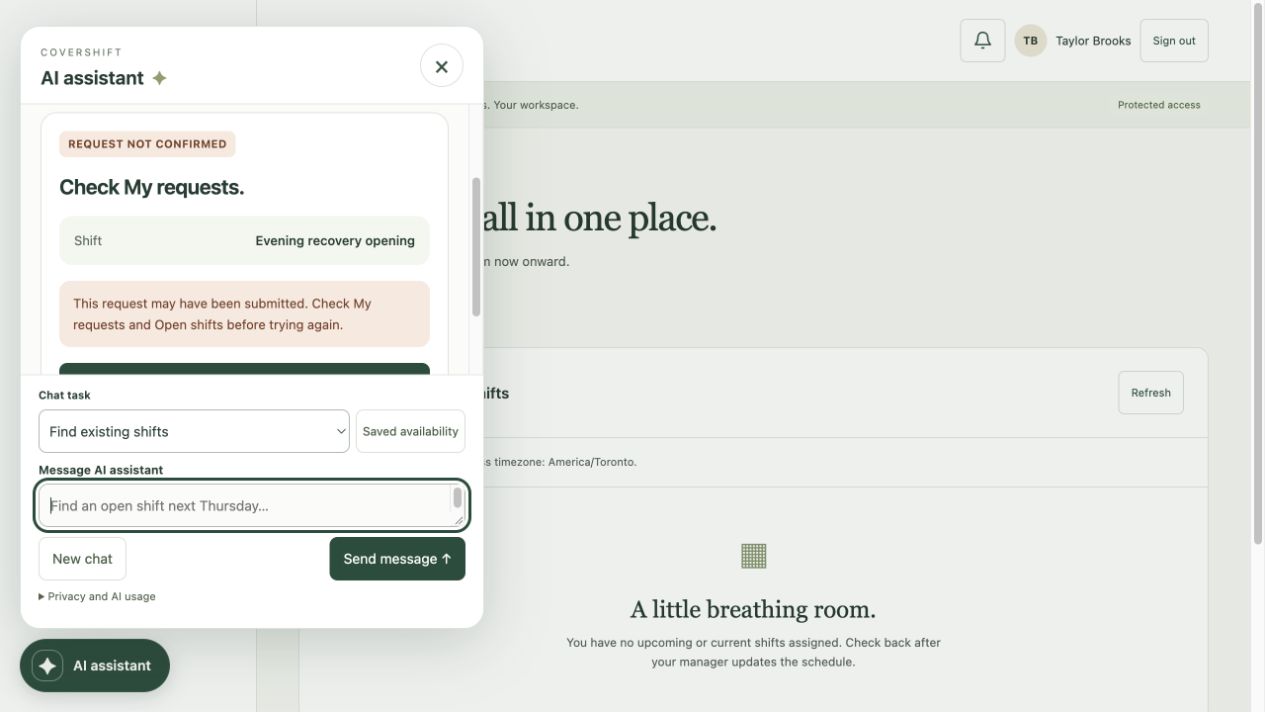 COVERSHIFT
AI assistant
REQUEST NOT CONFIRMED
Check My requests.
Shift
Evening recovery opening
This request may have been submitted. Check My
requests and Open shifts before trying again.
Chat task
Find existing shifts
Saved availability
Message AI assistant
Find an open shift next Thursday...
New chat
Send message ↑
Privacy and AI usage
AI assistant
TB
Taylor Brooks
Sign out
Your workspace.
Protected access
all in one place.
now onward.
Refresh
timezone: America/Toronto.
A little breathing room.
You have no upcoming or current shifts assigned. Check back after
your manager updates the schedule.